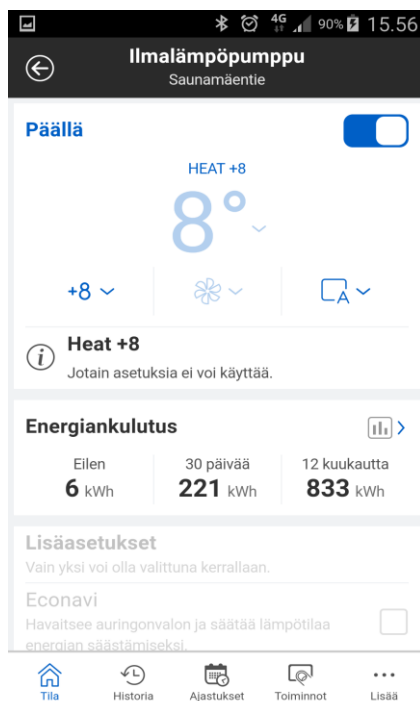 4G 90% 15.56
Ilmalämpöpumppu
Saunamäentie
Päällä
HEAT +8
8°
+8
A
Heat +8
Jotain asetuksia ei voi käyttää.
Energiankulutus
Eilen 30 päivää 12 kuukautta
6 kWh 221 kWh 833 kWh
Lisäasetukset
Vain yksi voi olla valittuna kerrallaan.
Econavi
Havaitsee auringonvalon ja säätää lämpötilaa
energian säästämiseksi.
Tila Historia Ajastukset Toiminnot Lisää